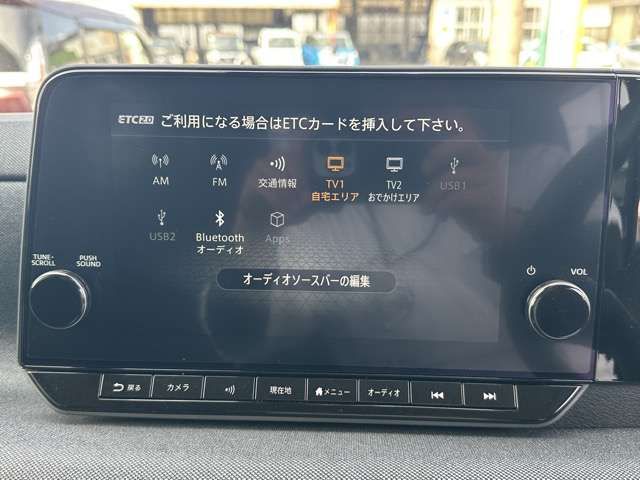 ETC2.0 ご利用になる場合はETCカードを挿入して下さい。
AM
FM
交通情報
TV1
自宅エリア
TV2
おでかけエリア
USB1
USB2
Bluetooth
オーディオ
Apps
オーディオソースバーの編集
TUNE・
SCROLL
PUSH
SOUND
VOL
戻る
カメラ
現在地
メニュー
オーディオ